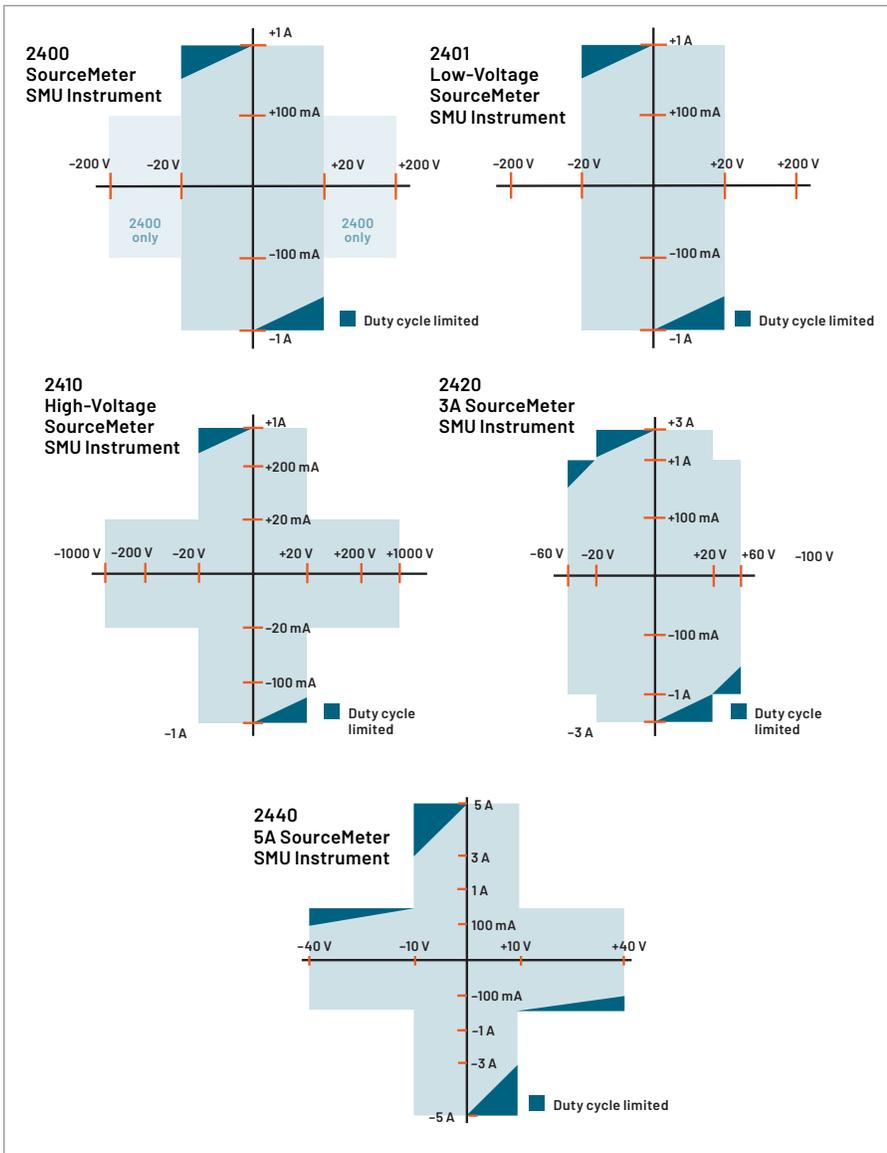 2400
SourceMeter
SMU Instrument
+1 A
+100 mA
−200 V
−20 V
+20 V
+200 V
2400
only
2400
only
−100 mA
−1 A
Duty cycle limited
2401
Low-Voltage
SourceMeter
SMU Instrument
+1 A
+100 mA
−200 V
−20 V
+20 V
+200 V
−100 mA
−1 A
Duty cycle limited
2410
High-Voltage
SourceMeter
SMU Instrument
+1A
+200 mA
+20 mA
−1000 V
−200 V
−20 V
+20 V
+200 V
+1000 V
−20 mA
−100 mA
−1 A
Duty cycle
limited
2420
3A SourceMeter
SMU Instrument
+3 A
+1 A
+100 mA
−60 V
−20 V
+20 V
+60 V
−100 V
−100 mA
−1 A
−3 A
Duty cycle
limited
2440
5A SourceMeter
SMU Instrument
5 A
3 A
1 A
100 mA
−40 V
−10 V
+10 V
+40 V
−100 mA
−1 A
−3 A
−5 A
Duty cycle limited